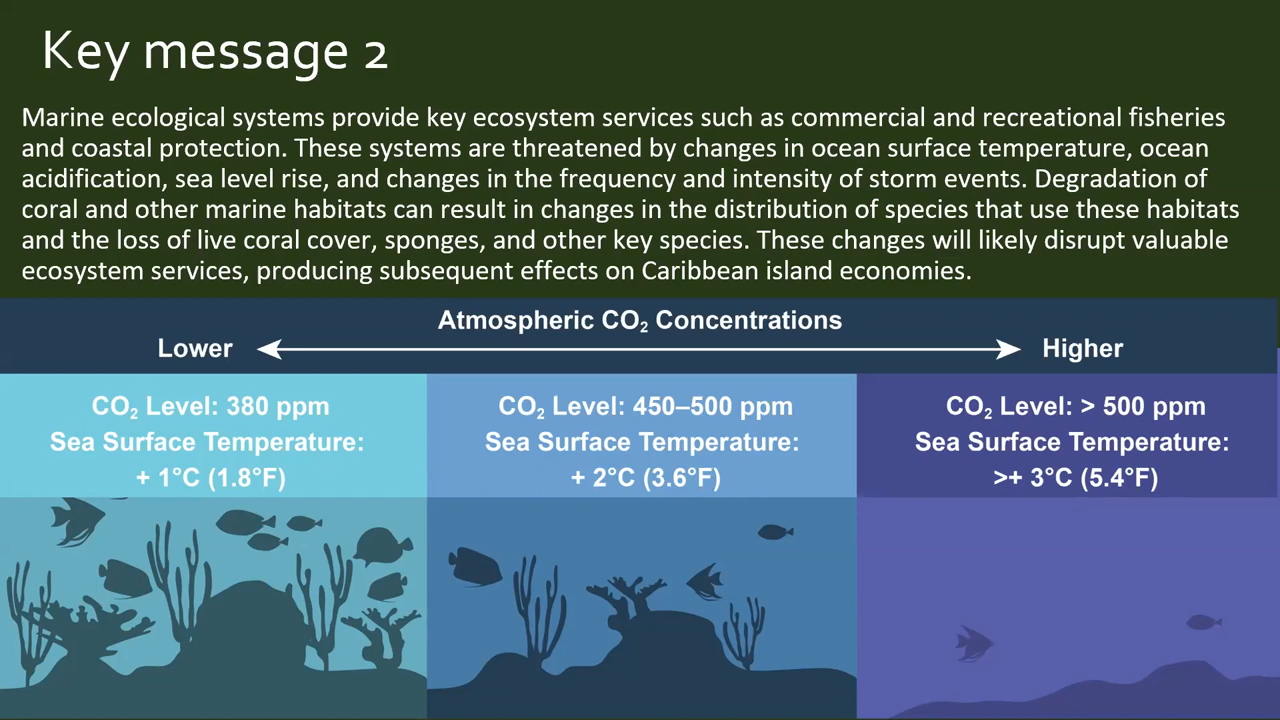 Key message 2
Marine ecological systems provide key ecosystem services such as commercial and recreational fisheries
and coastal protection. These systems are threatened by changes in ocean surface temperature, ocean
acidification, sea level rise, and changes in the frequency and intensity of storm events. Degradation of
coral and other marine habitats can result in changes in the distribution of species that use these habitats
and the loss of live coral cover, sponges, and other key species. These changes will likely disrupt valuable
ecosystem services, producing subsequent effects on Caribbean island economies.
Atmospheric CO₂ Concentrations
Lower
Higher
CO₂ Level: 380 ppm
Sea Surface Temperature:
+ 1°C (1.8°F)
CO₂ Level: 450–500 ppm
Sea Surface Temperature:
+ 2°C (3.6°F)
CO₂ Level: > 500 ppm
Sea Surface Temperature:
>+ 3°C (5.4°F)